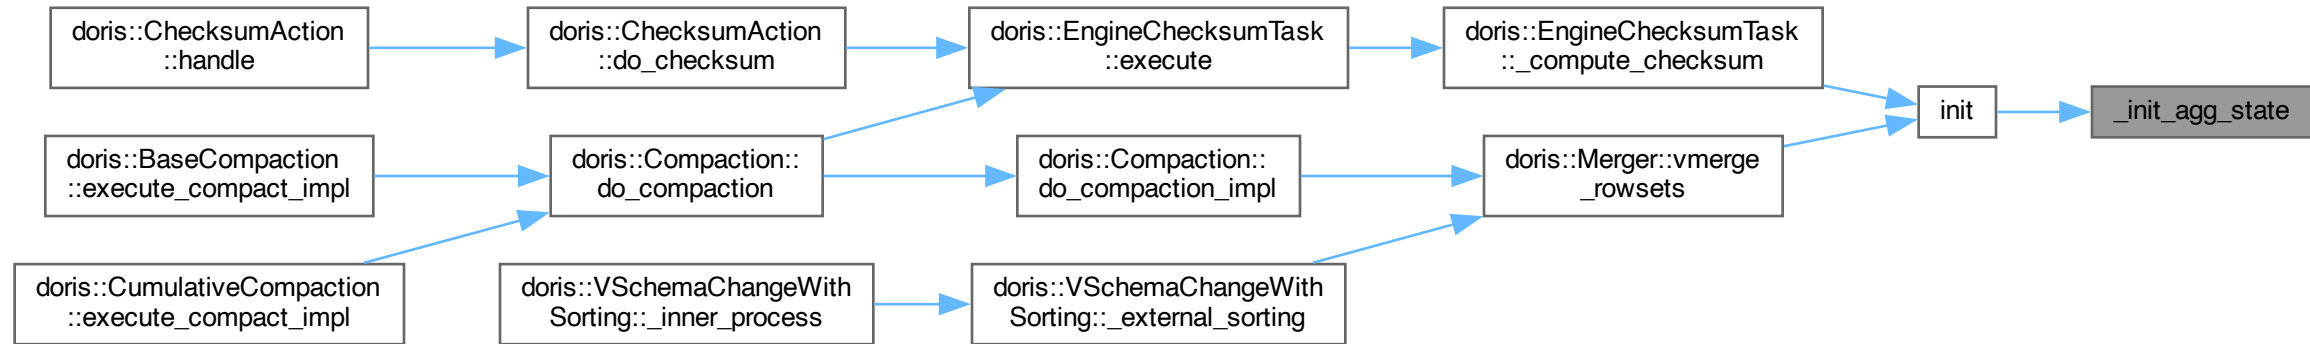 doris::ChecksumAction
::handle
doris::ChecksumAction
::do_checksum
doris::EngineChecksumTask
::execute
doris::EngineChecksumTask
::_compute_checksum
init
_init_agg_state
doris::BaseCompaction
::execute_compact_impl
doris::Compaction::
do_compaction
doris::Compaction::
do_compaction_impl
doris::Merger::vmerge
_rowsets
doris::CumulativeCompaction
::execute_compact_impl
doris::VSchemaChangeWith
Sorting::_inner_process
doris::VSchemaChangeWith
Sorting::_external_sorting